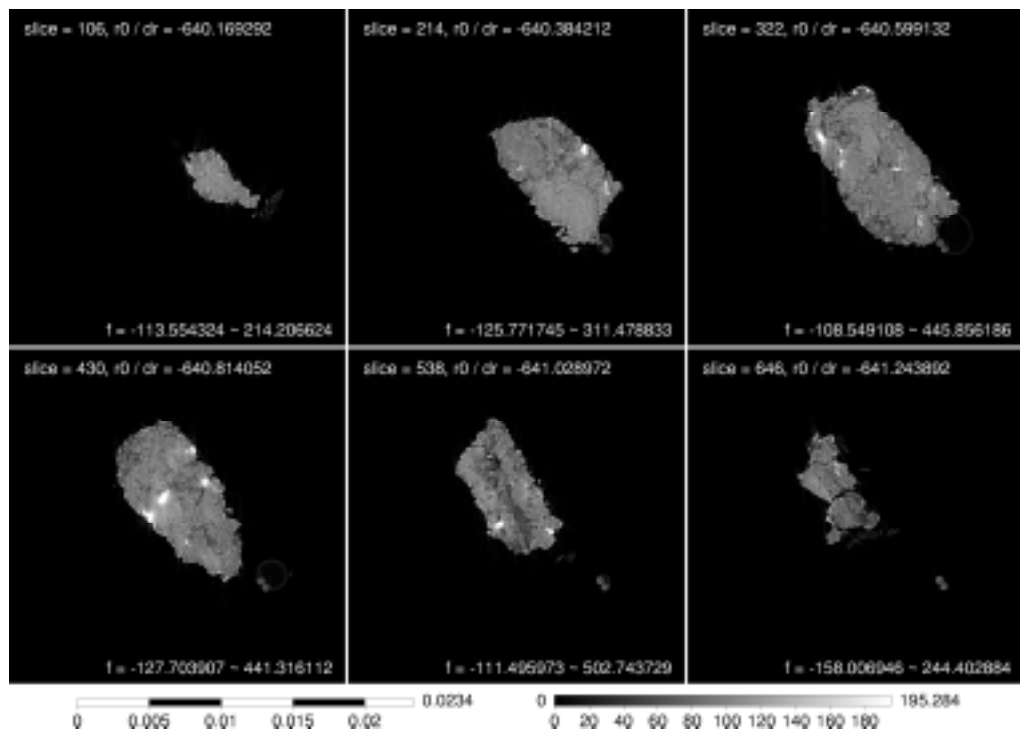 slice = 106, r0 / dr = -640.169292
slice = 214, r0 / dr = -640.384212
slice = 322, r0 / dr = -640.599132
f = -113.554324 ~ 214.206624
f = -125.771745 ~ 311.478833
f = -108.549108 ~ 445.856186
slice = 430, r0 / dr = -640.814052
slice = 538, r0 / dr = -641.028972
slice = 646, r0 / dr = -641.243892
f = -127.703907 ~ 441.316112
f = -111.495973 ~ 502.743729
f = -158.006946 ~ 244.402884
0.0234
0 195.284
0 0.005 0.01 0.015 0.02
0 20 40 60 80 100 120 140 160 180